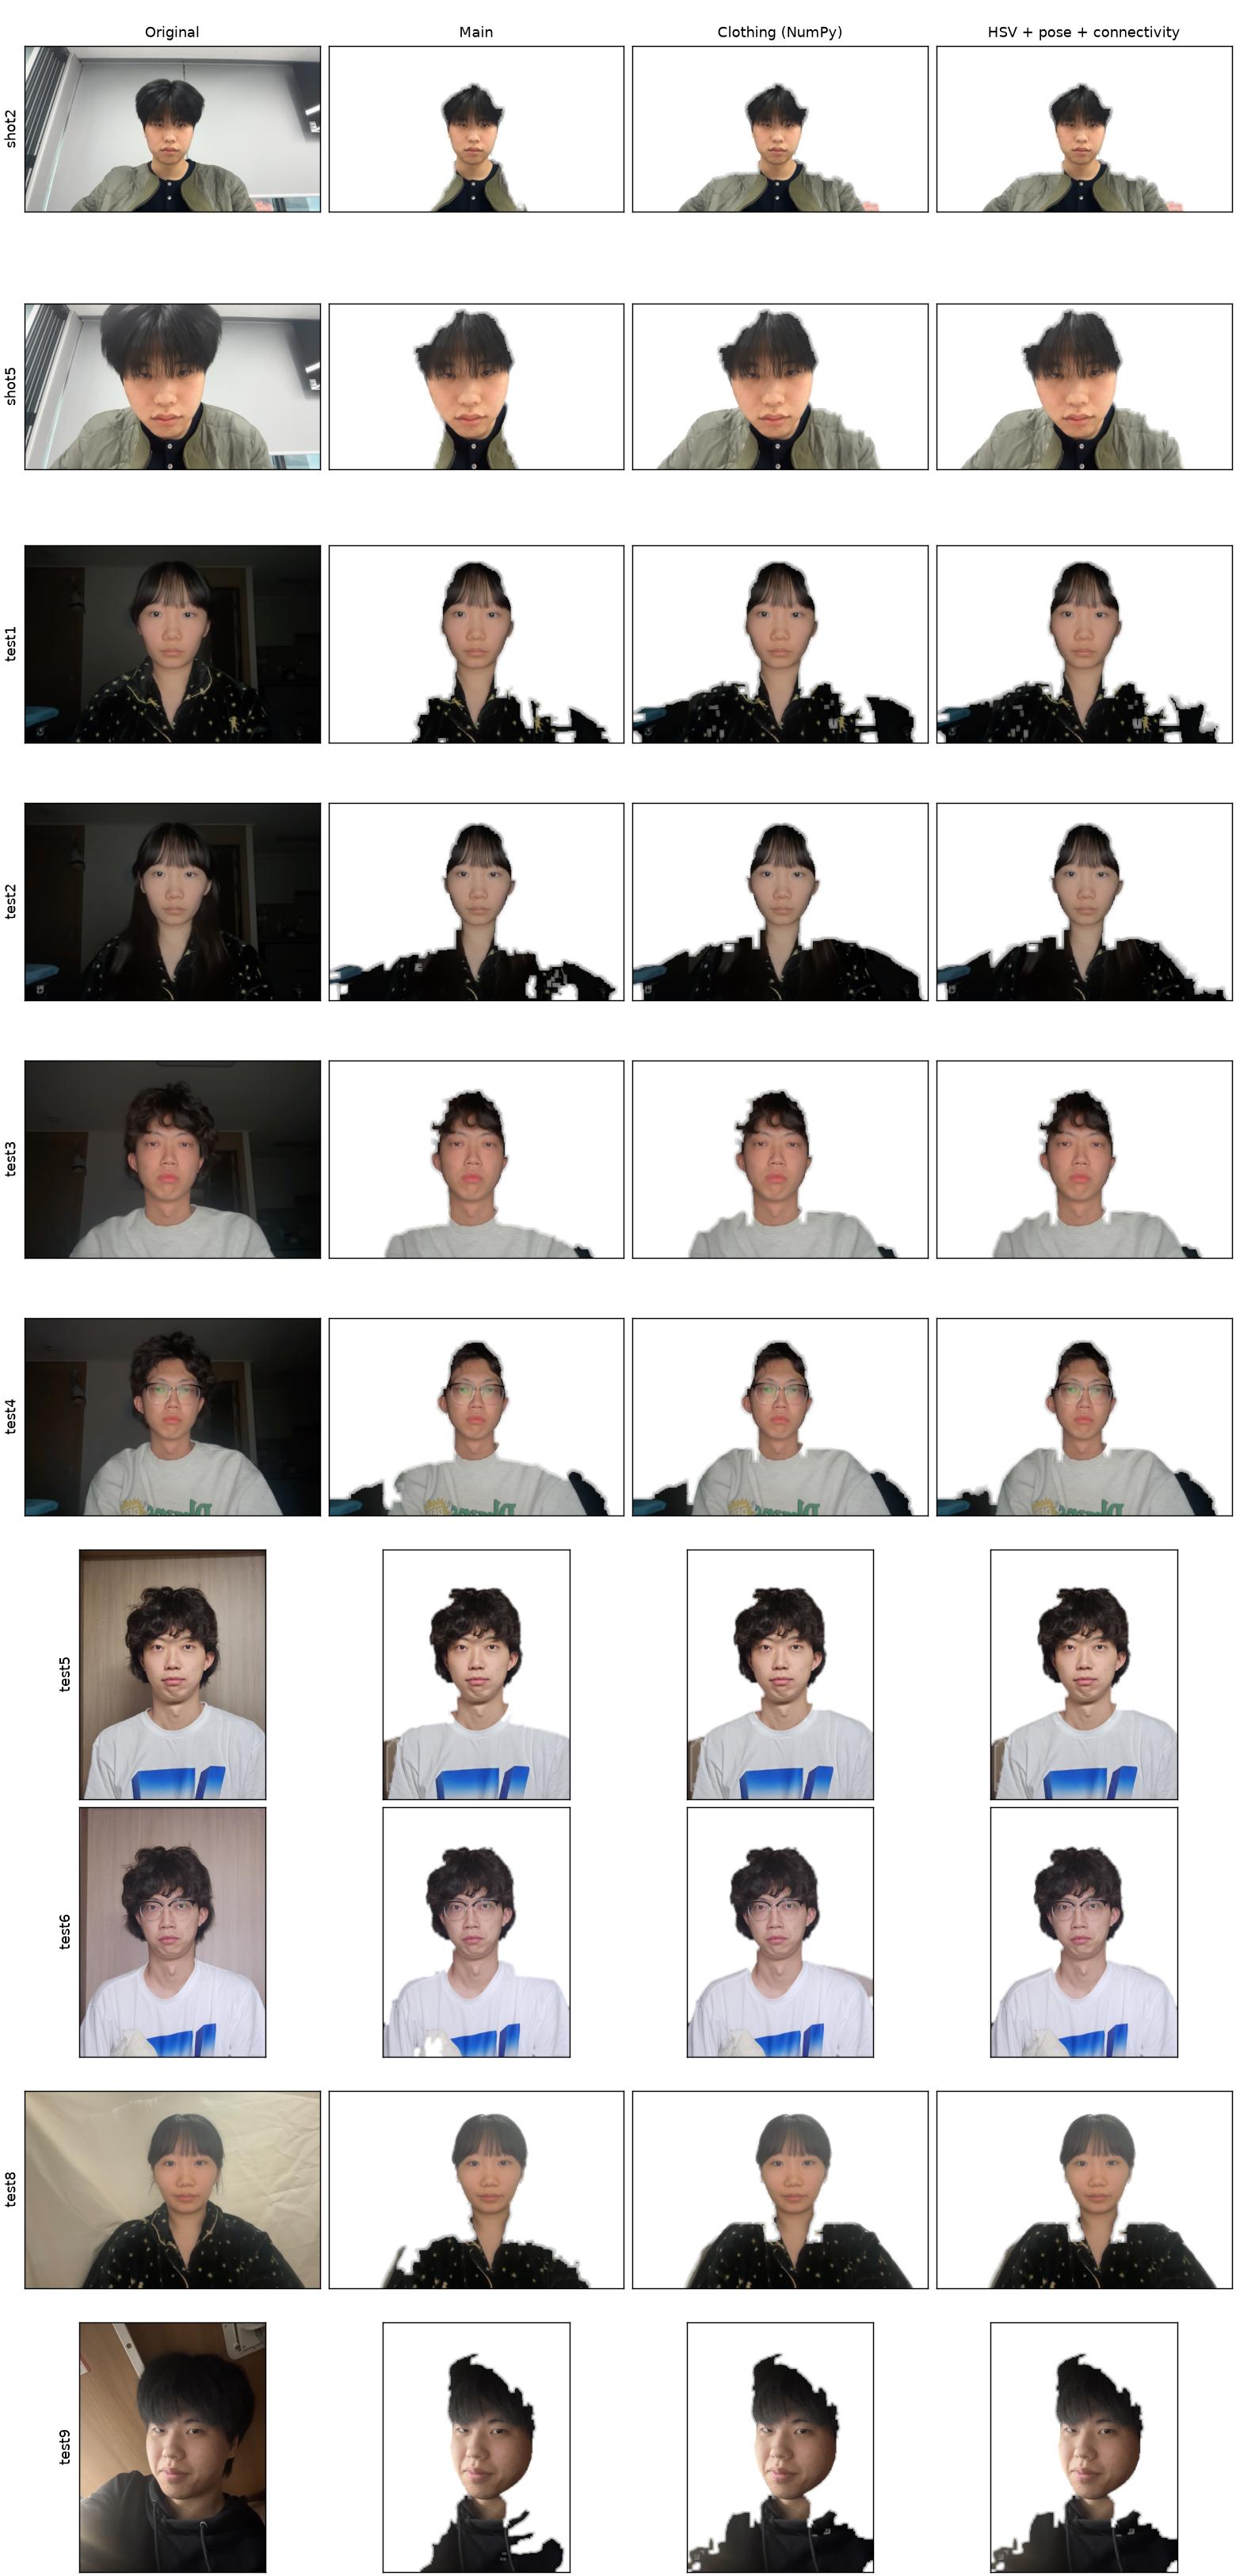 Original Main Clothing (NumPy) HSV + pose + connectivity
shot2
shot5
test1
test2
test3
test4
test5
test6
test8
test9